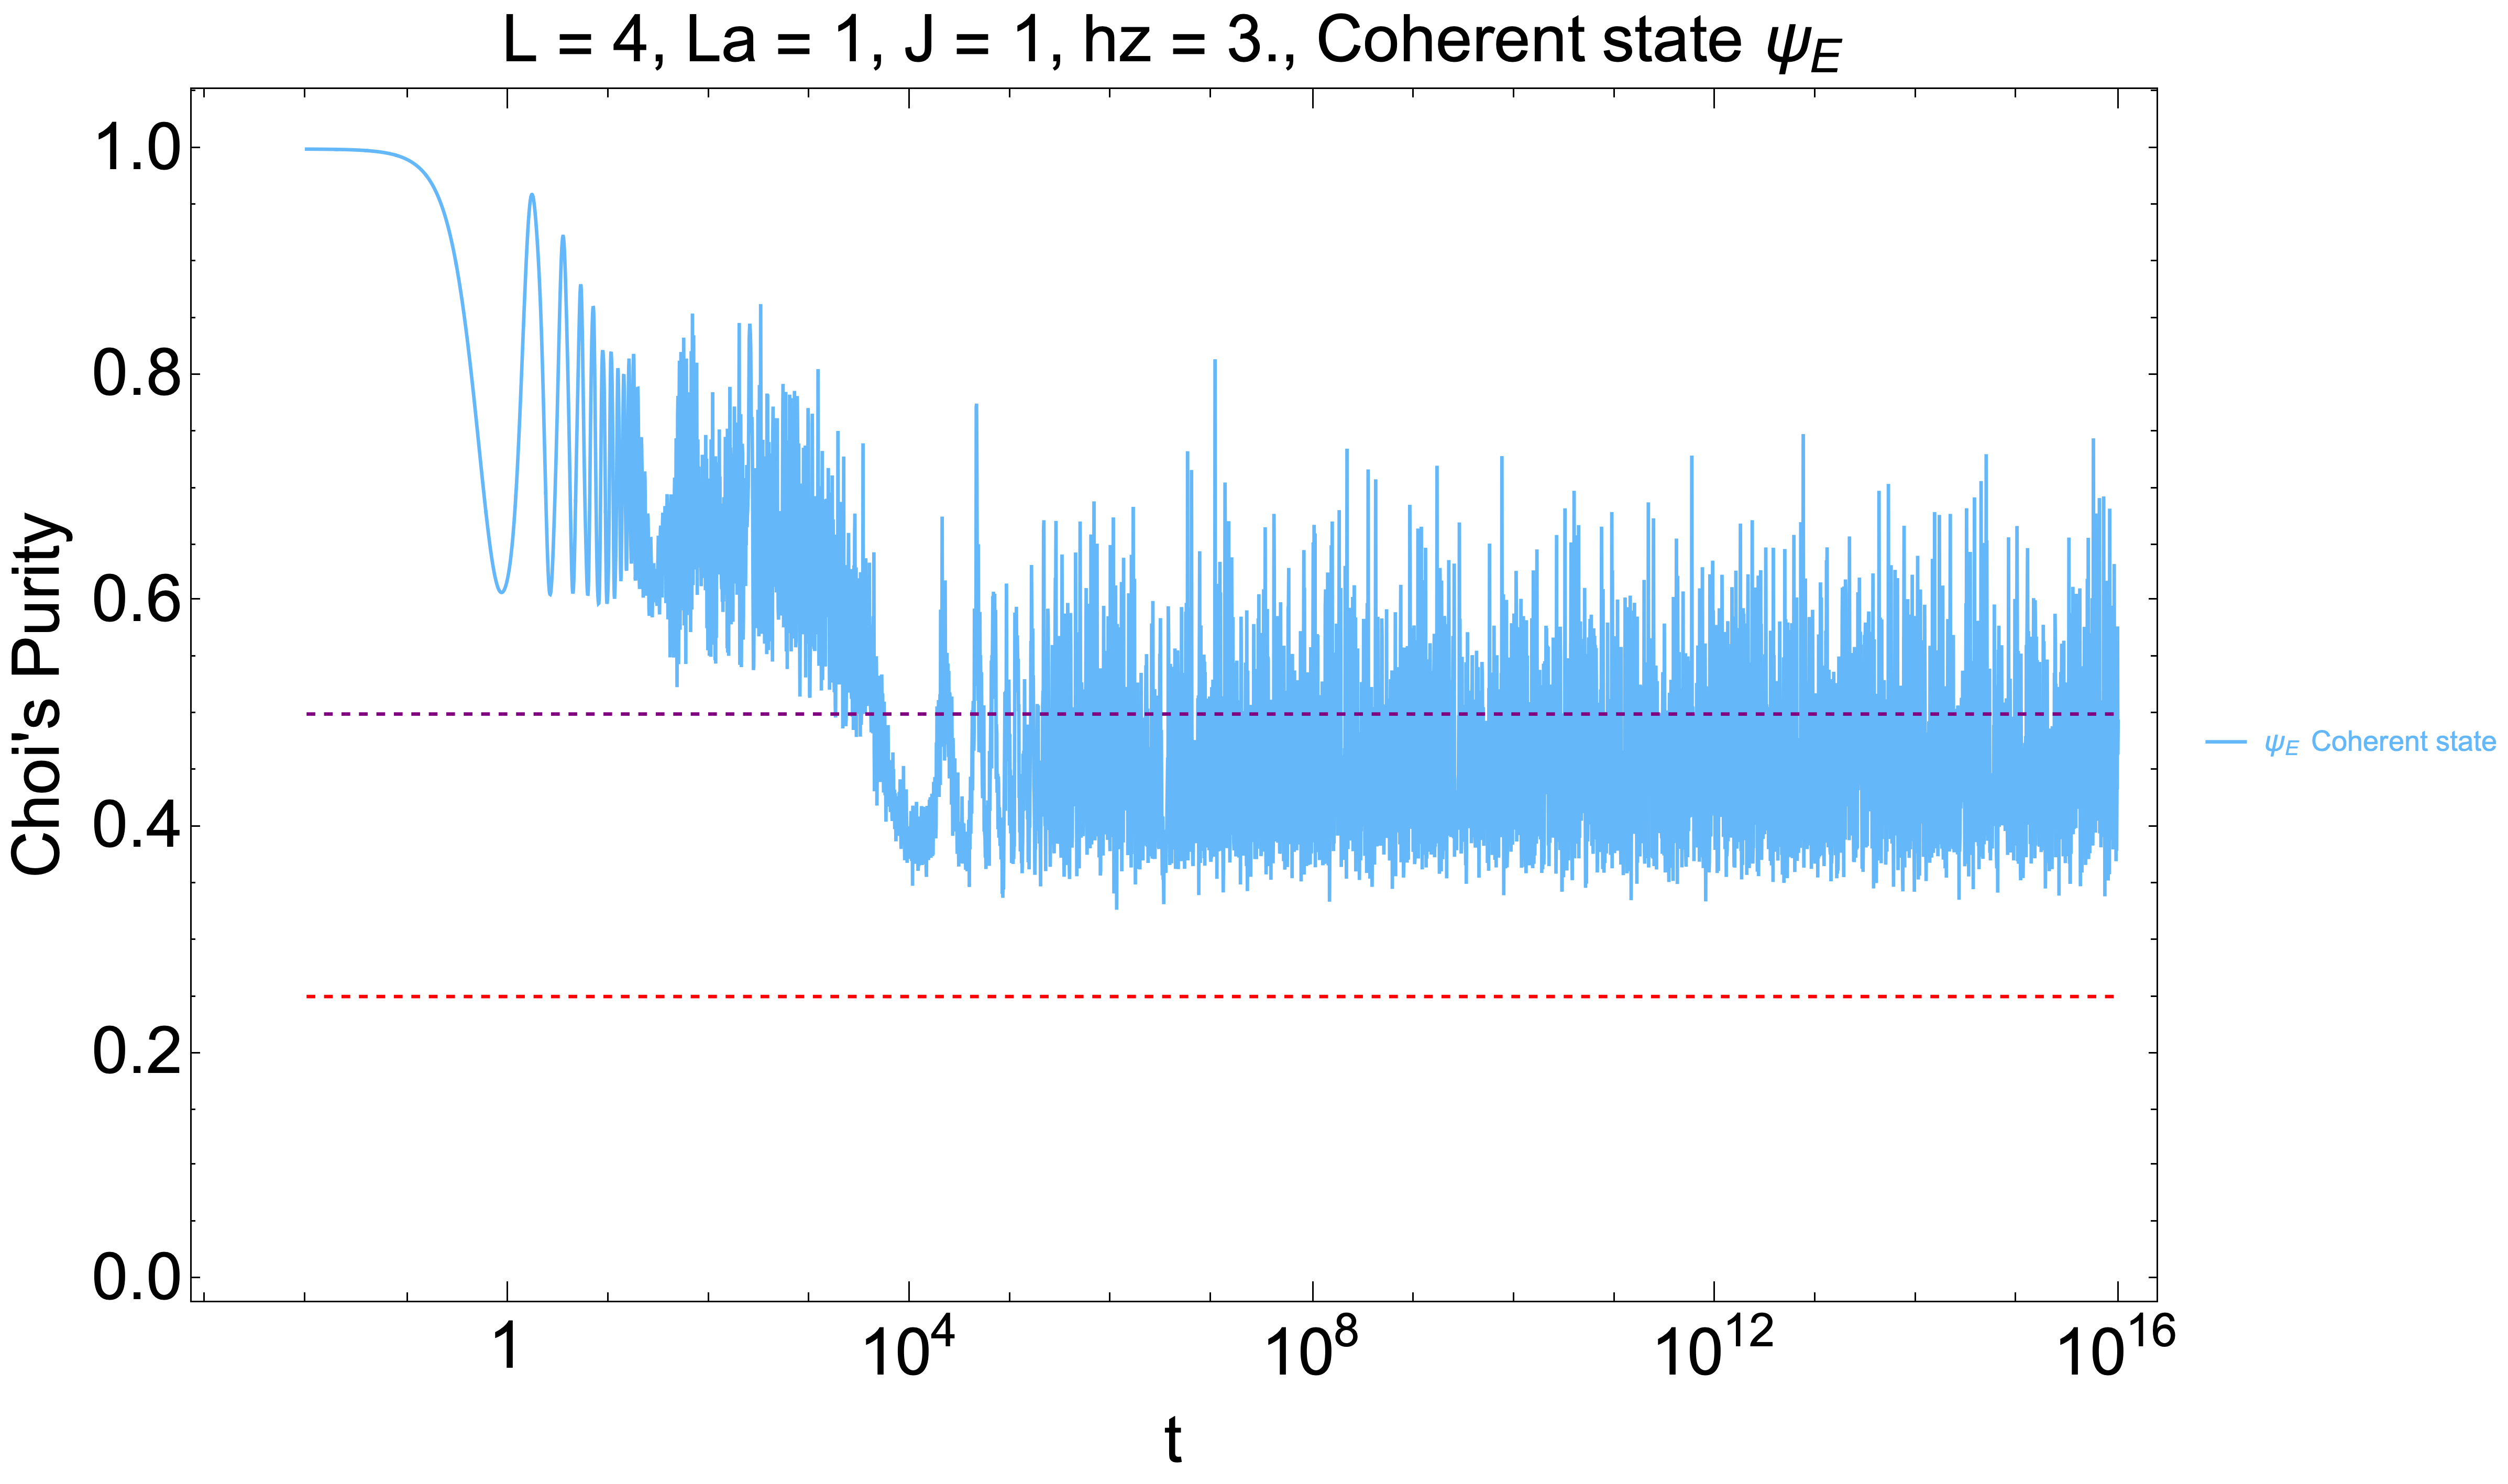 L = 4, La = 1, J = 1, hz = 3., Coherent state ψE
Choi's Purity
1.0
0.8
0.6
0.4
0.2
0.0
1
10^4
10^8
10^12
10^16
t
ψE Coherent state